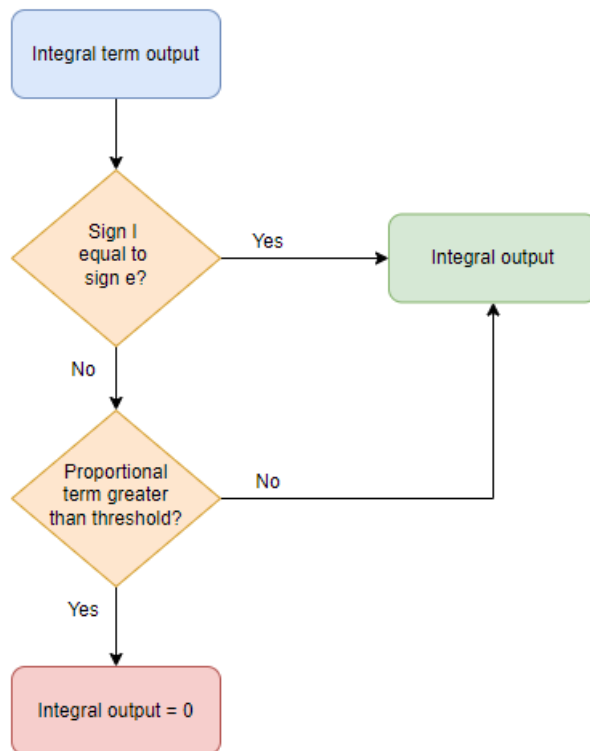 Integral term output
Sign I
equal to
sign e?
Yes
Integral output
No
Proportional
term greater
than threshold?
No
Yes
Integral output = 0